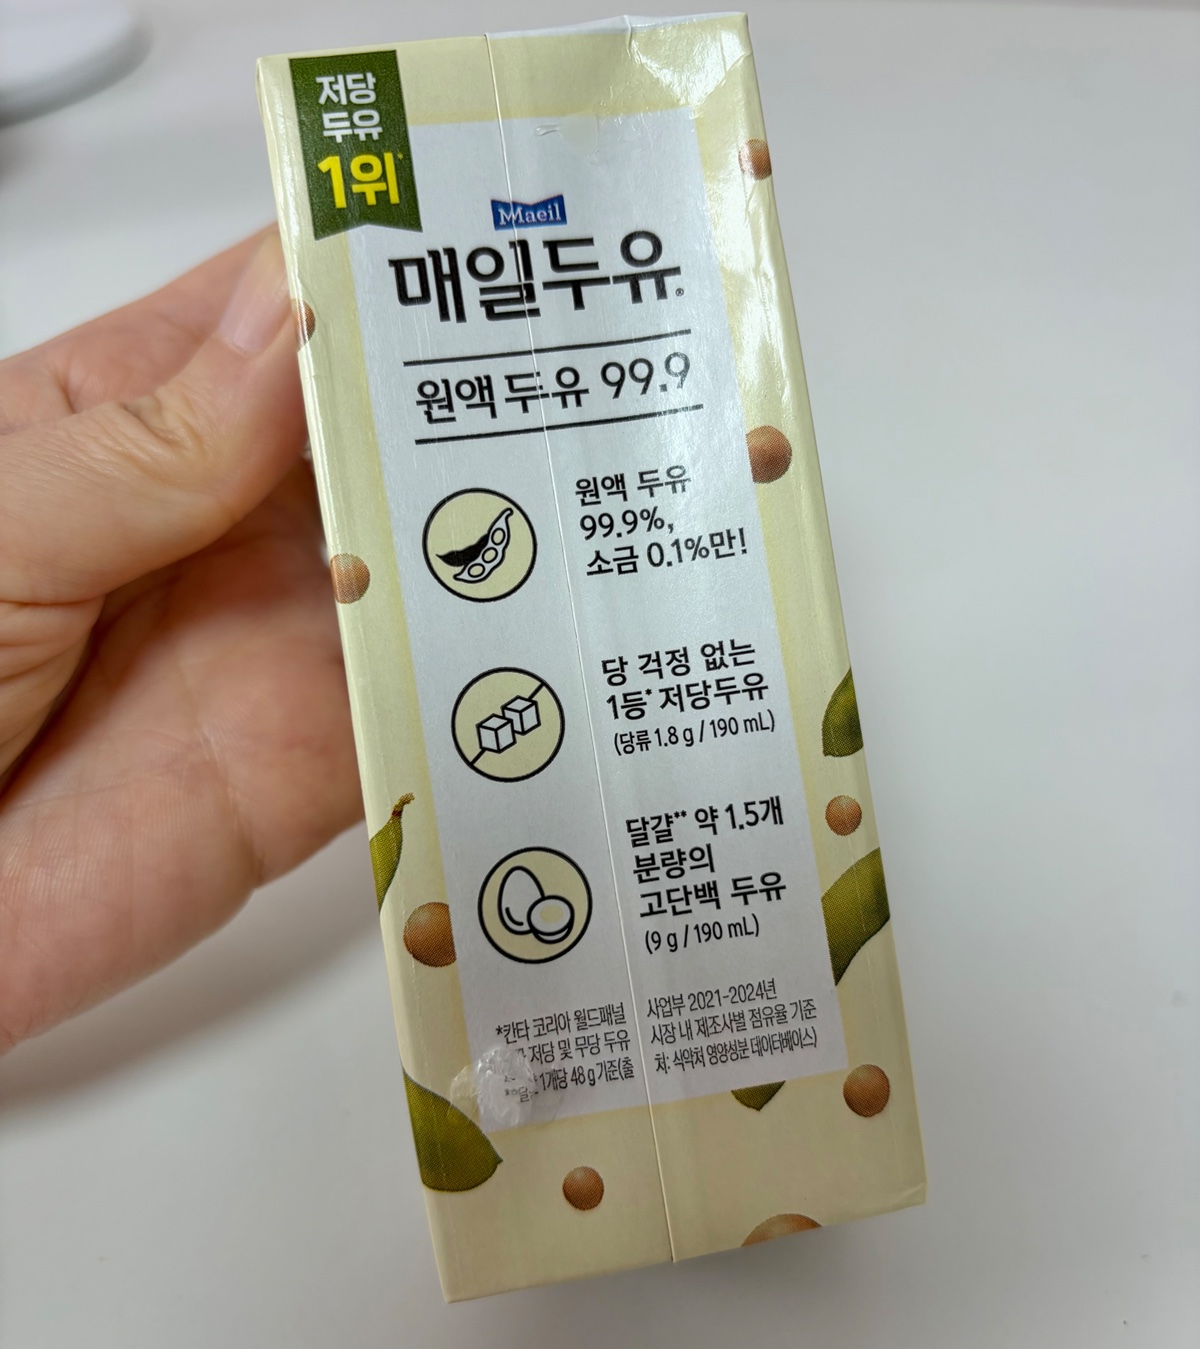 저당
두유
1위*
Maeil
매일두유®
원액 두유 99.9
원액 두유
99.9%,
소금 0.1%만!
당 걱정 없는
1등* 저당두유
(당류 1.8 g / 190 mL)
달걀** 약 1.5개
분량의
고단백 두유
(9 g / 190 mL)
*칸타 코리아 월드패널 사업부 2021-2024년
저당 및 무당 두유 시장 내 제조사별 점유율 기준
1개당 48 g 기준(출처: 식약처 영양성분 데이터베이스)